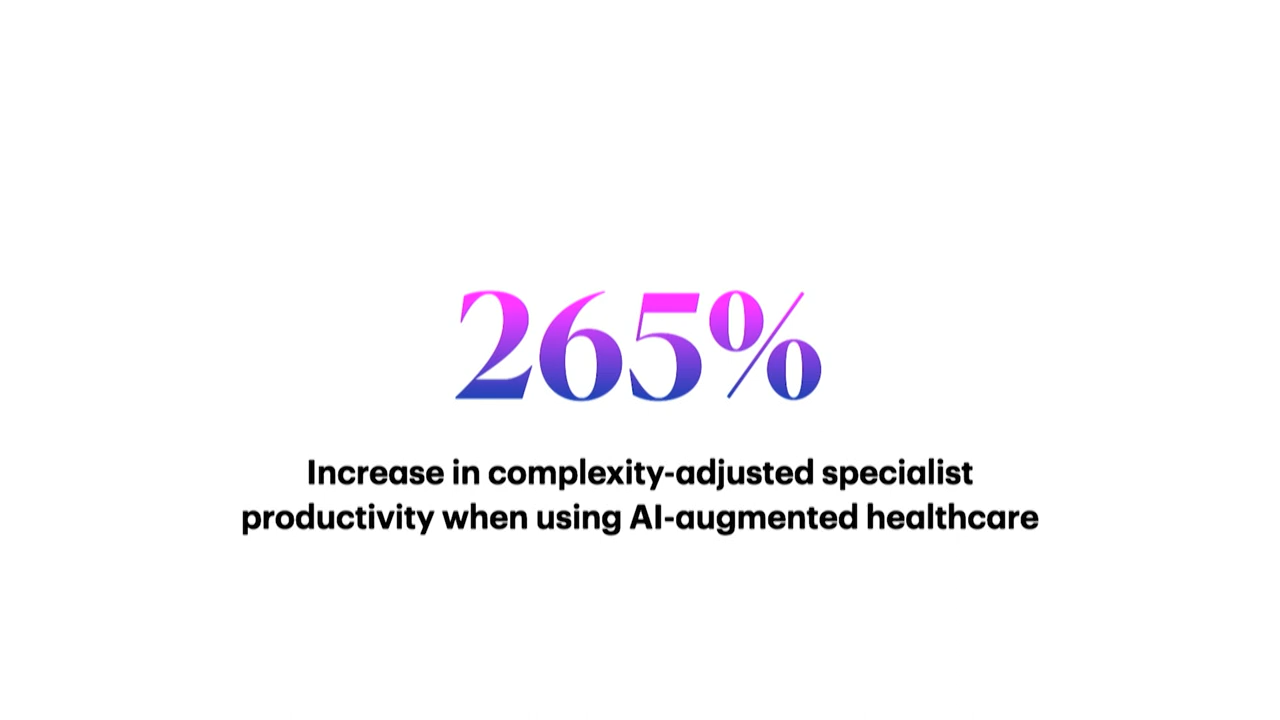 265%
Increase in complexity-adjusted specialist
productivity when using AI-augmented healthcare